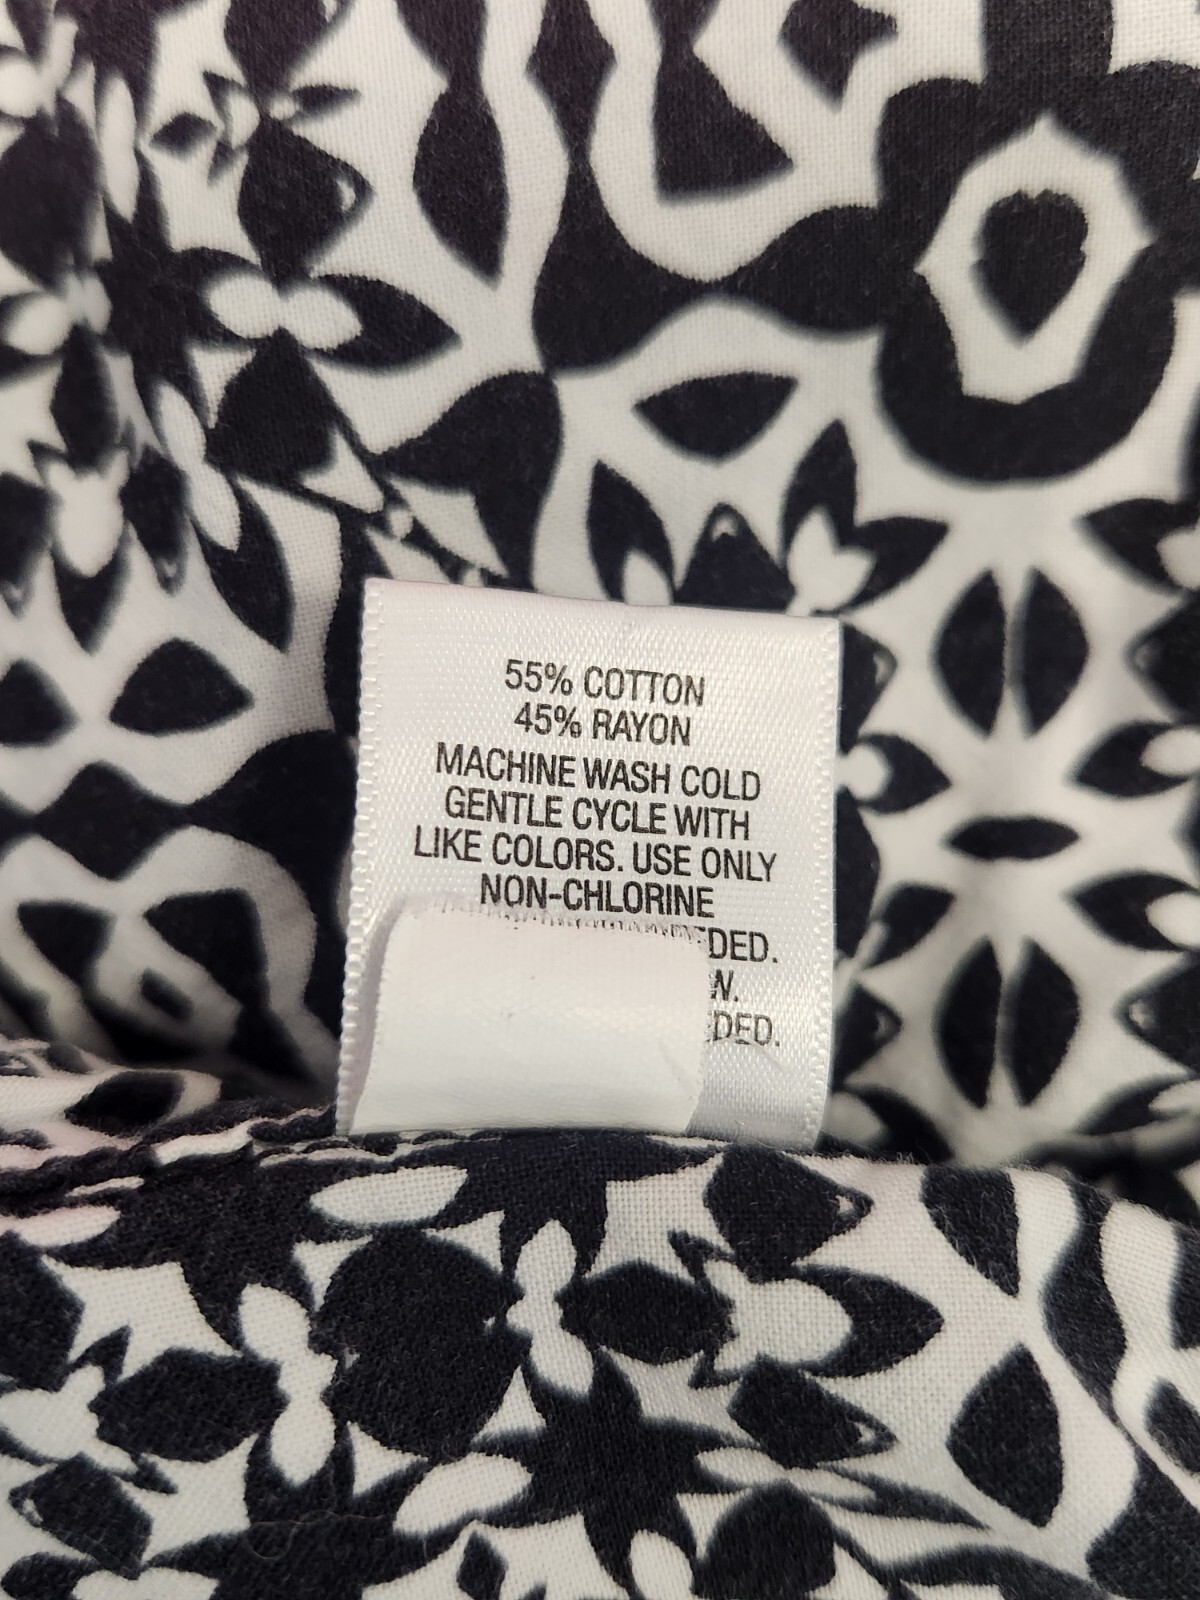 55% COTTON
45% RAYON
MACHINE WASH COLD
GENTLE CYCLE WITH
LIKE COLORS. USE ONLY
NON-CHLORINE